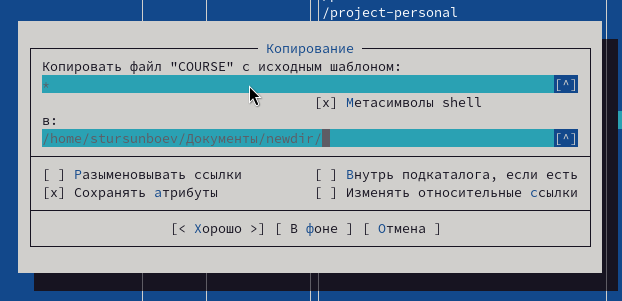 /project-personal
Копирование
Копировать файл "COURSE" с исходным шаблоном:
* [^]
[x] Метасимволы shell
в:
/home/stursunboev/Документы/newdir/ [^]
[ ] Разыменовывать ссылки [ ] Внутрь подкаталога, если есть
[x] Сохранять атрибуты [ ] Изменять относительные ссылки
[< Хорошо >] [ В фоне ] [ Отмена ]